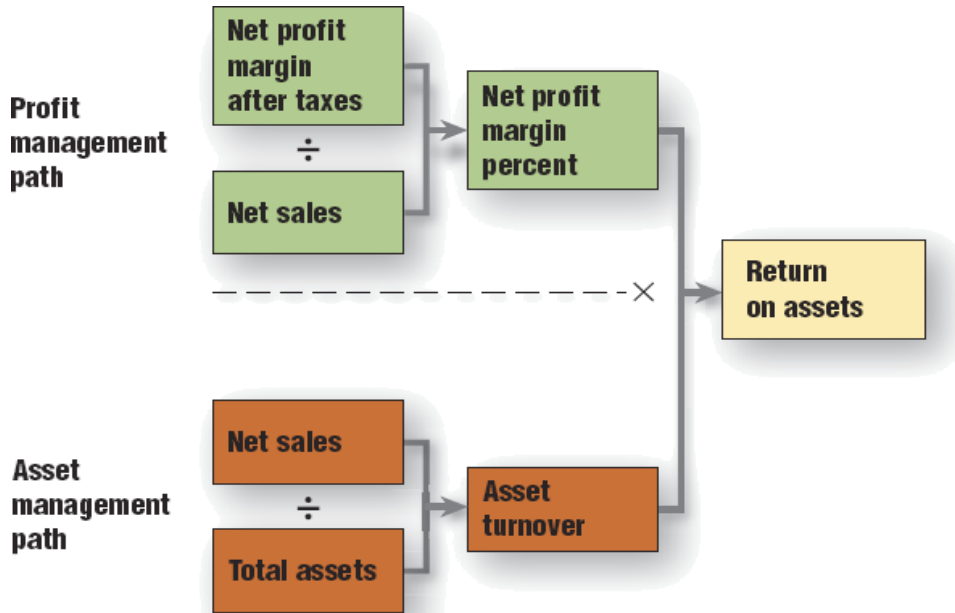 Profit
management
path
Net profit
margin
after taxes
÷
Net sales
Net profit
margin
percent
×
Return
on assets
Asset
management
path
Net sales
÷
Total assets
Asset
turnover